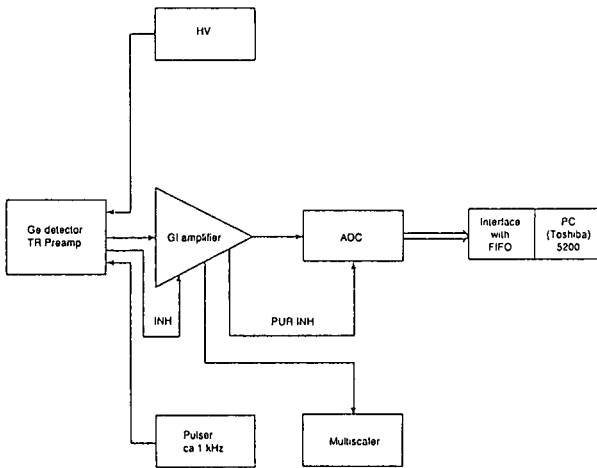 HV
Ge detector
TR Preamp
GI amplifier
ADC
Interface
with
FIFO
PC
(Toshiba)
5200
INH
PUR INH
Pulser
ca 1 kHz
Multiscaler